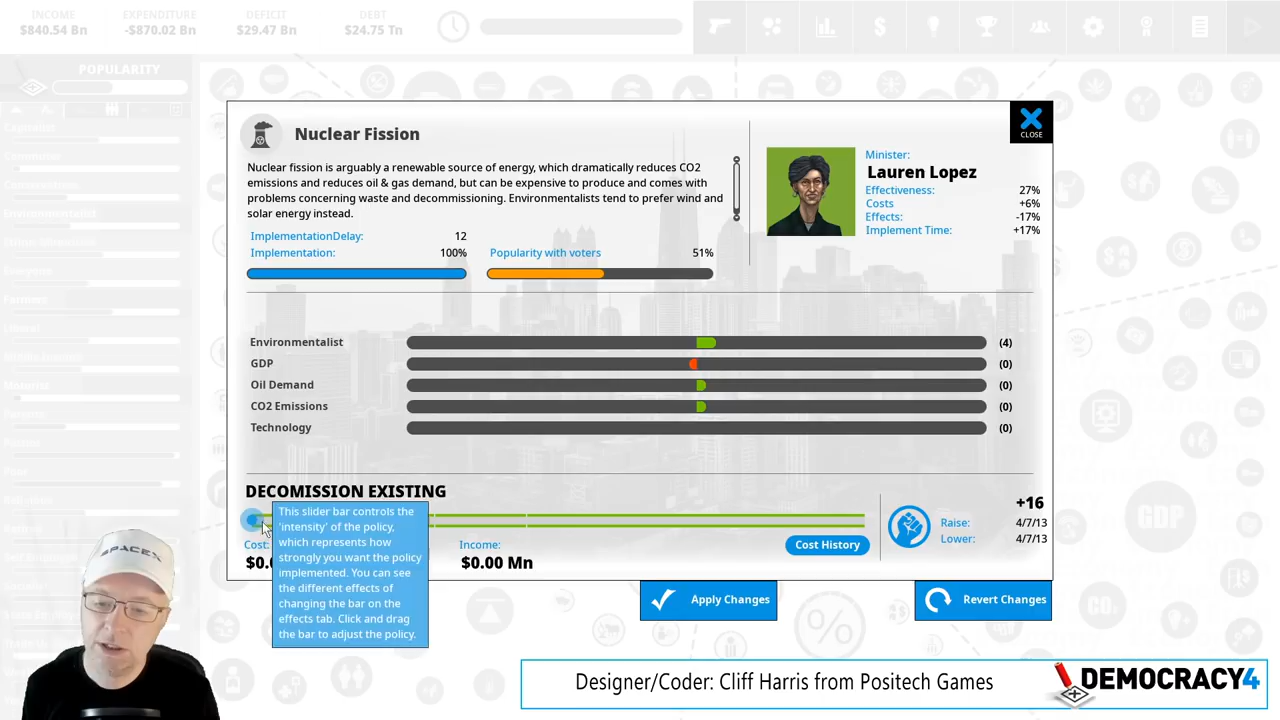 INCOME
$840.54 Bn
EXPENDITURE
-$870.02 Bn
DEFICIT
$29.47 Bn
DEBT
$24.75 Tn
POPULARITY
Nuclear Fission
Nuclear fission is arguably a renewable source of energy, which dramatically reduces CO2
emissions and reduces oil & gas demand, but can be expensive to produce and comes with
problems concerning waste and decommissioning. Environmentalists tend to prefer wind and
solar energy instead.
ImplementationDelay: 12
Implementation: 100%
Popularity with voters 51%
CLOSE
Minister:
Lauren Lopez
Effectiveness: 27%
Costs +6%
Effects: -17%
Implement Time: +17%
Environmentalist (4)
GDP (0)
Oil Demand (0)
CO2 Emissions (0)
Technology (0)
DECOMISSION EXISTING
This slider bar controls the
'intensity' of the policy,
which represents how
strongly you want the policy
implemented. You can see
the different effects of
changing the bar on the
effects tab. Click and drag
the bar to adjust the policy.
Cost:
$0.
Income:
$0.00 Mn
Cost History
+16
Raise: 4/7/13
Lower: 4/7/13
Apply Changes
Revert Changes
GDP
SPACEX
Designer/Coder: Cliff Harris from Positech Games
DEMOCRACY4